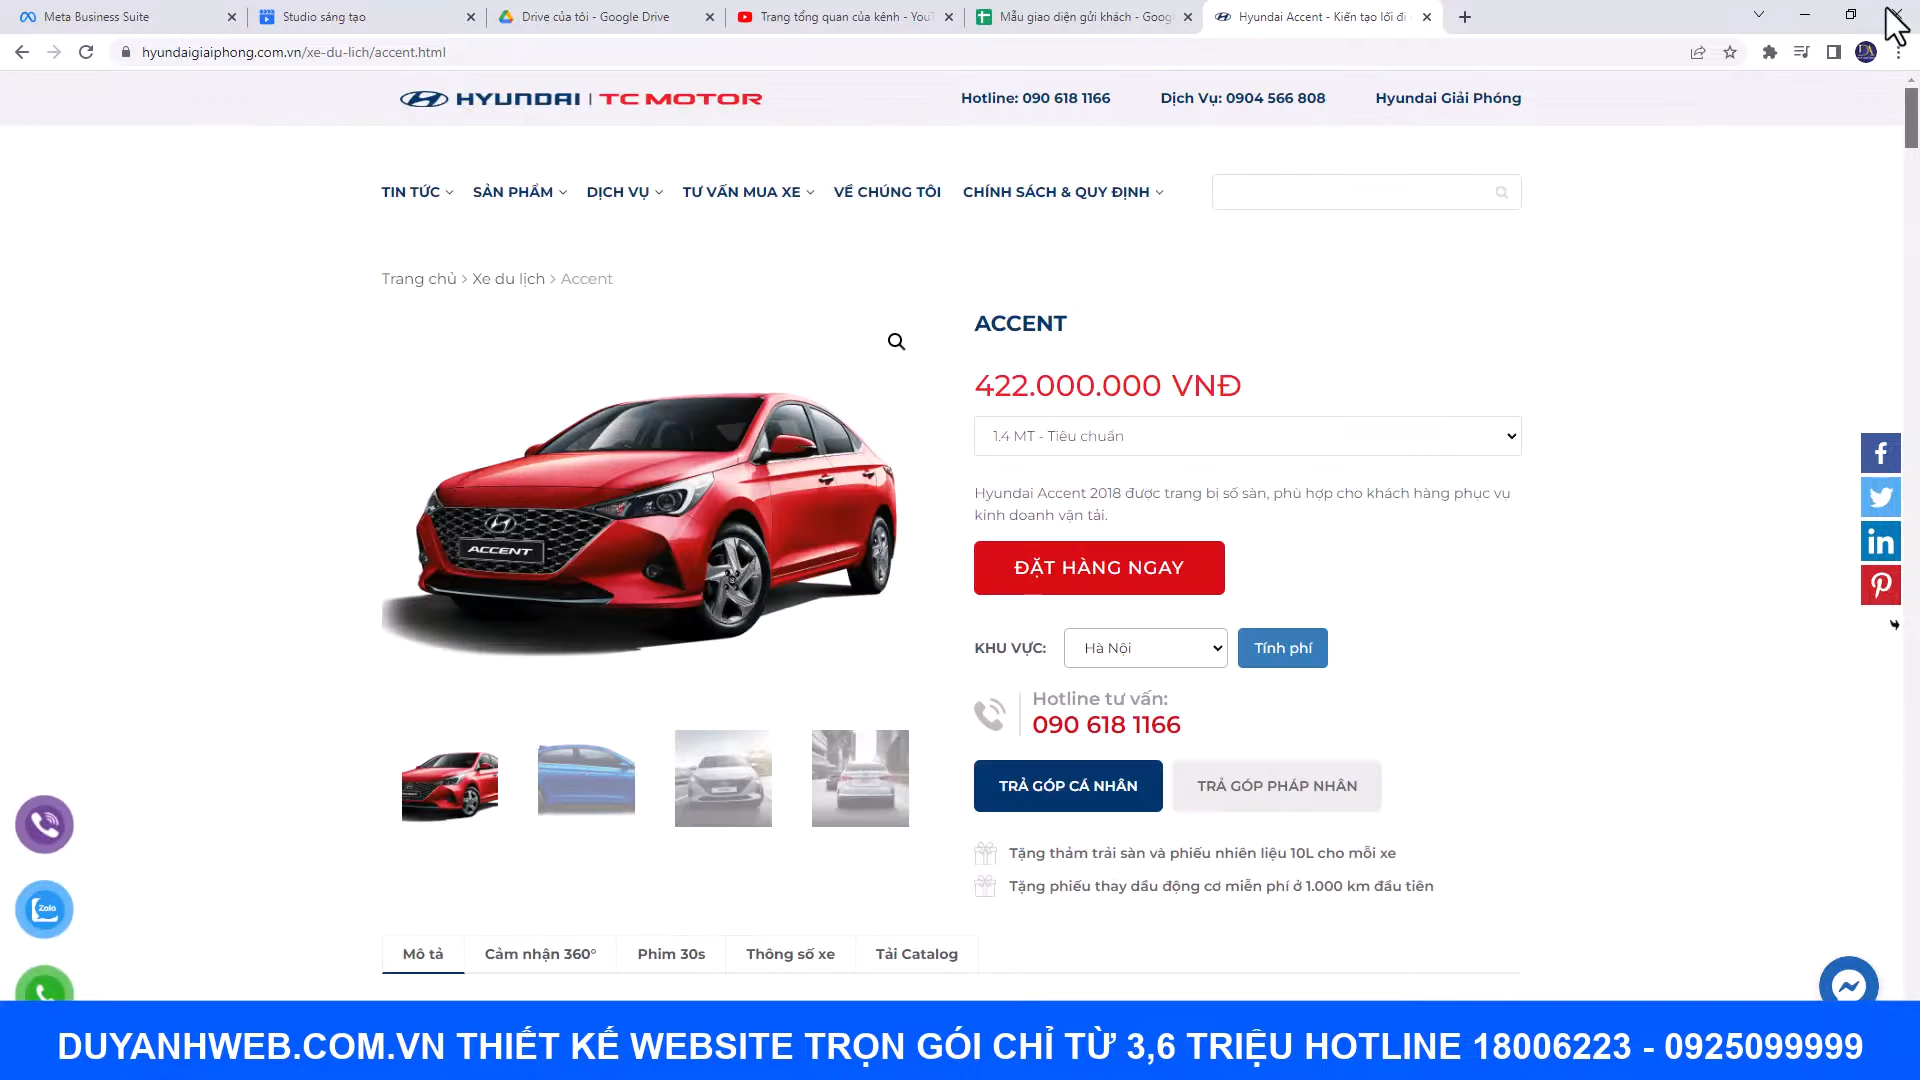 Meta Business Suite
Studio sáng tạo
Drive của tôi - Google Drive
Trang tổng quan của kênh - You
Mẫu giao diện gửi khách - Goog
Hyundai Accent - Kiến tạo lối đi
hyundaigiaiphong.com.vn/xe-du-lich/accent.html
HYUNDAI | TC MOTOR
Hotline: 090 618 1166
Dịch Vụ: 0904 566 808
Hyundai Giải Phóng
TIN TỨC
SẢN PHẨM
DỊCH VỤ
TƯ VẤN MUA XE
VỀ CHÚNG TÔI
CHÍNH SÁCH & QUY ĐỊNH
Trang chủ > Xe du lịch > Accent
ACCENT
422.000.000 VNĐ
1.4 MT - Tiêu chuẩn
Hyundai Accent 2018 được trang bị số sàn, phù hợp cho khách hàng phục vụ
kinh doanh vận tải.
ACCENT
ĐẶT HÀNG NGAY
KHU VỰC:
Hà Nội
Tính phí
Hotline tư vấn:
090 618 1166
TRẢ GÓP CÁ NHÂN
TRẢ GÓP PHÁP NHÂN
Tặng thảm trải sàn và phiếu nhiên liệu 10L cho mỗi xe
Tặng phiếu thay dầu động cơ miễn phí ở 1.000 km đầu tiên
Zalo
Mô tả
Cảm nhận 360°
Phim 30s
Thông số xe
Tải Catalog
DUYANHWEB.COM.VN THIẾT KẾ WEBSITE TRỌN GÓI CHỈ TỪ 3,6 TRIỆU HOTLINE 18006223 - 0925099999